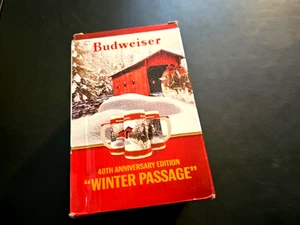 Budweiser
40TH ANNIVERSARY EDITION
"WINTER PASSAGE"